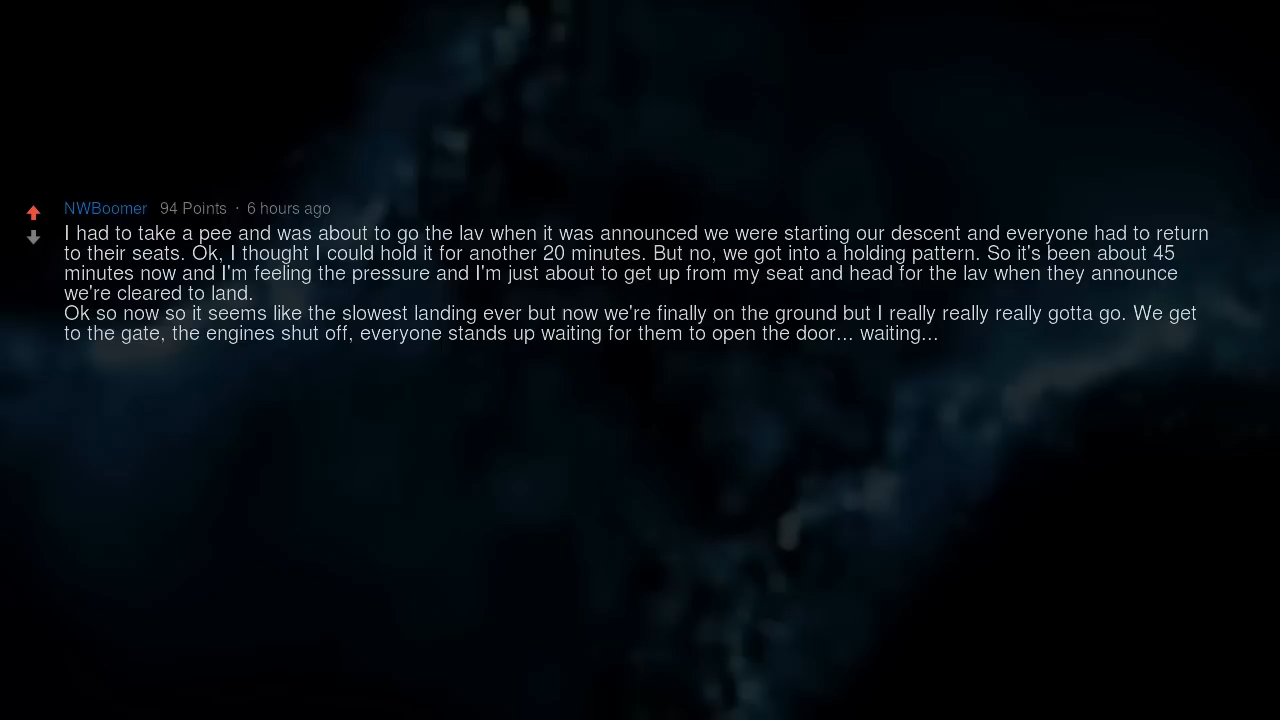 NWBoomer 94 Points · 6 hours ago
I had to take a pee and was about to go the lav when it was announced we were starting our descent and everyone had to return
to their seats. Ok, I thought I could hold it for another 20 minutes. But no, we got into a holding pattern. So it's been about 45
minutes now and I'm feeling the pressure and I'm just about to get up from my seat and head for the lav when they announce
we're cleared to land.
Ok so now so it seems like the slowest landing ever but now we're finally on the ground but I really really really gotta go. We get
to the gate, the engines shut off, everyone stands up waiting for them to open the door... waiting...